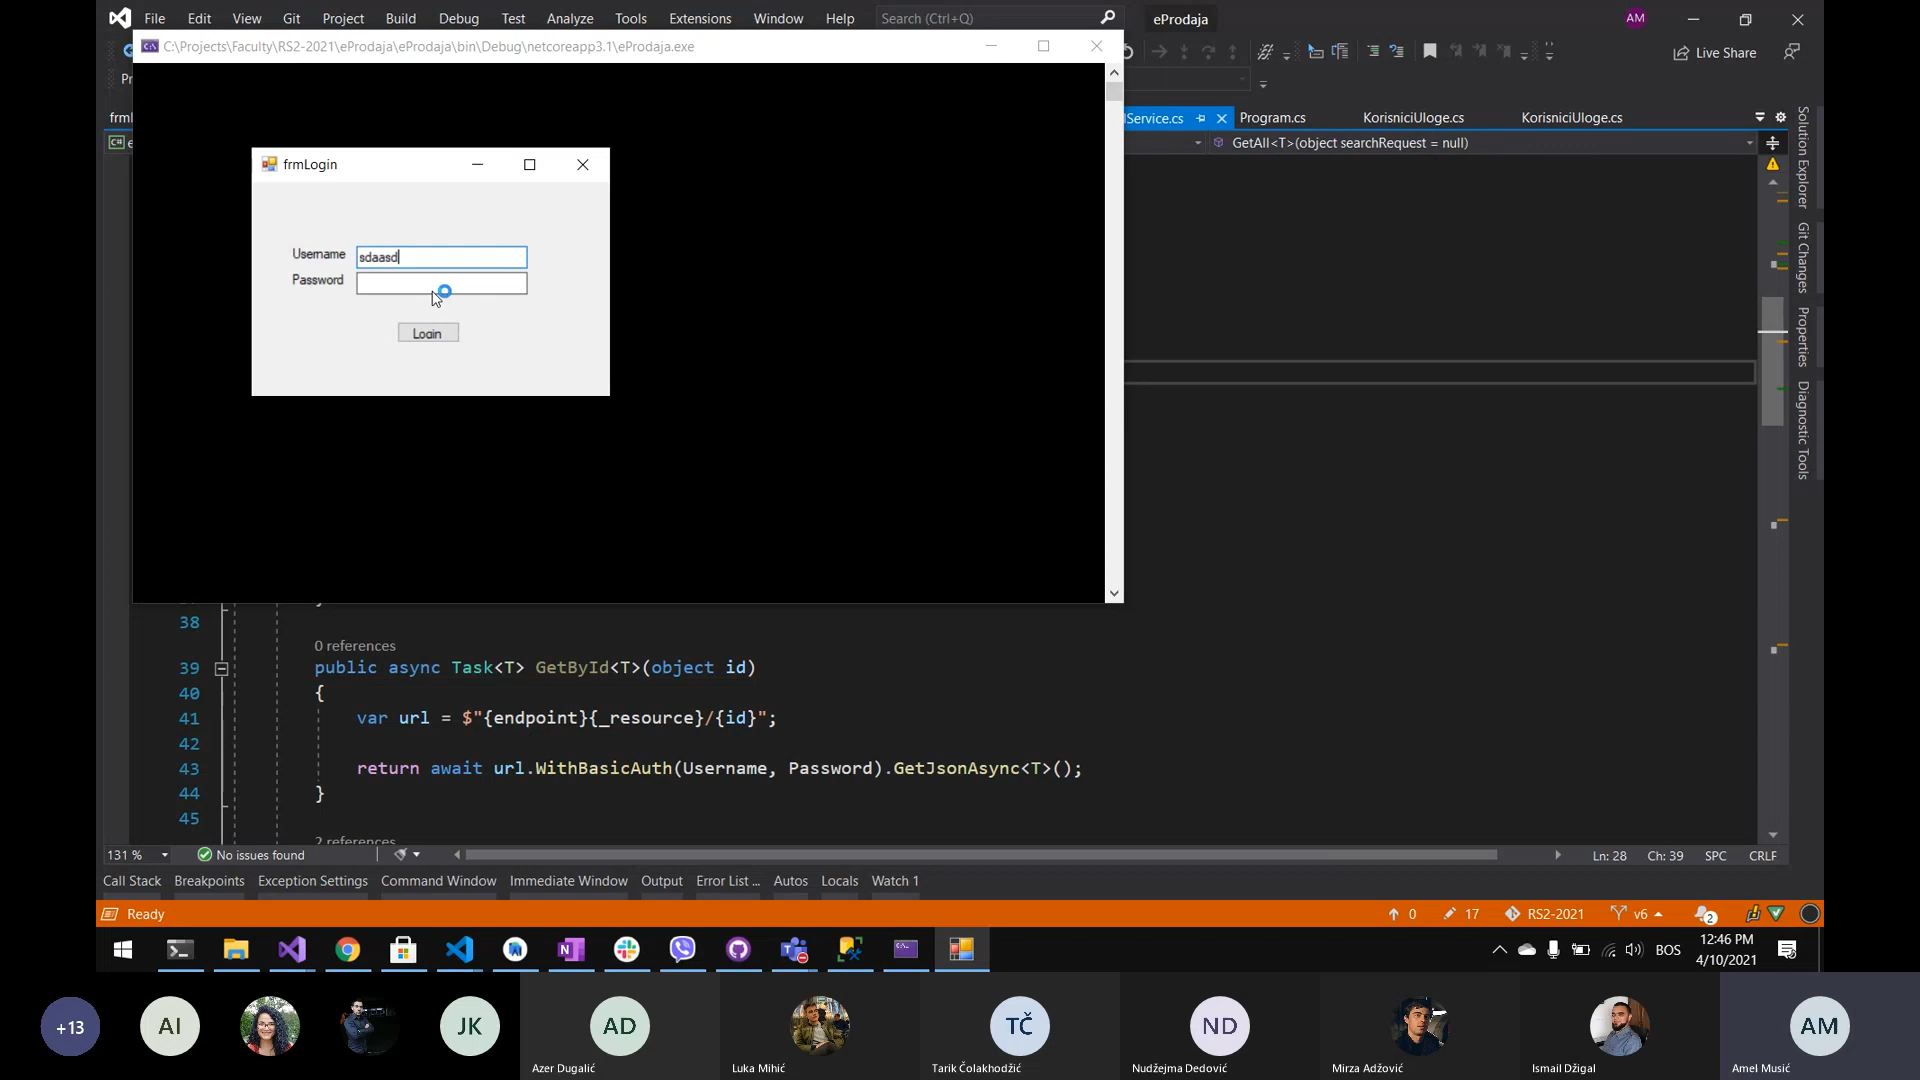 File Edit View Git Project Build Debug Test Analyze Tools Extensions Window Help Search (Ctrl+Q) eProdaja AM
C:\Projects\Faculty\RS2-2021\eProdaja\eProdaja\bin\Debug\netcoreapp3.1\eProdaja.exe
Live Share
Service.cs Program.cs KorisniciUloge.cs KorisniciUloge.cs
GetAll<T>(object searchRequest = null)
frmLogin
Username sdaasd
Password
Login
Solution Explorer
Git Changes
Properties
Diagnostic Tools
38
0 references
39 public async Task<T> GetById<T>(object id)
40 {
41 var url = $"{endpoint}{_resource}/{id}";
42
43 return await url.WithBasicAuth(Username, Password).GetJsonAsync<T>();
44 }
45
2 references
131 % No issues found Ln: 28 Ch: 39 SPC CRLF
Call Stack Breakpoints Exception Settings Command Window Immediate Window Output Error List ... Autos Locals Watch 1
Ready 0 17 RS2-2021 v6 2
BOS 12:46 PM
4/10/2021
+13 AI JK AD TČ ND AM
Azer Dugalić Luka Mihić Tarik Čolakhodžić Nudžejma Dedović Mirza Adžović Ismail Džigal Amel Musić